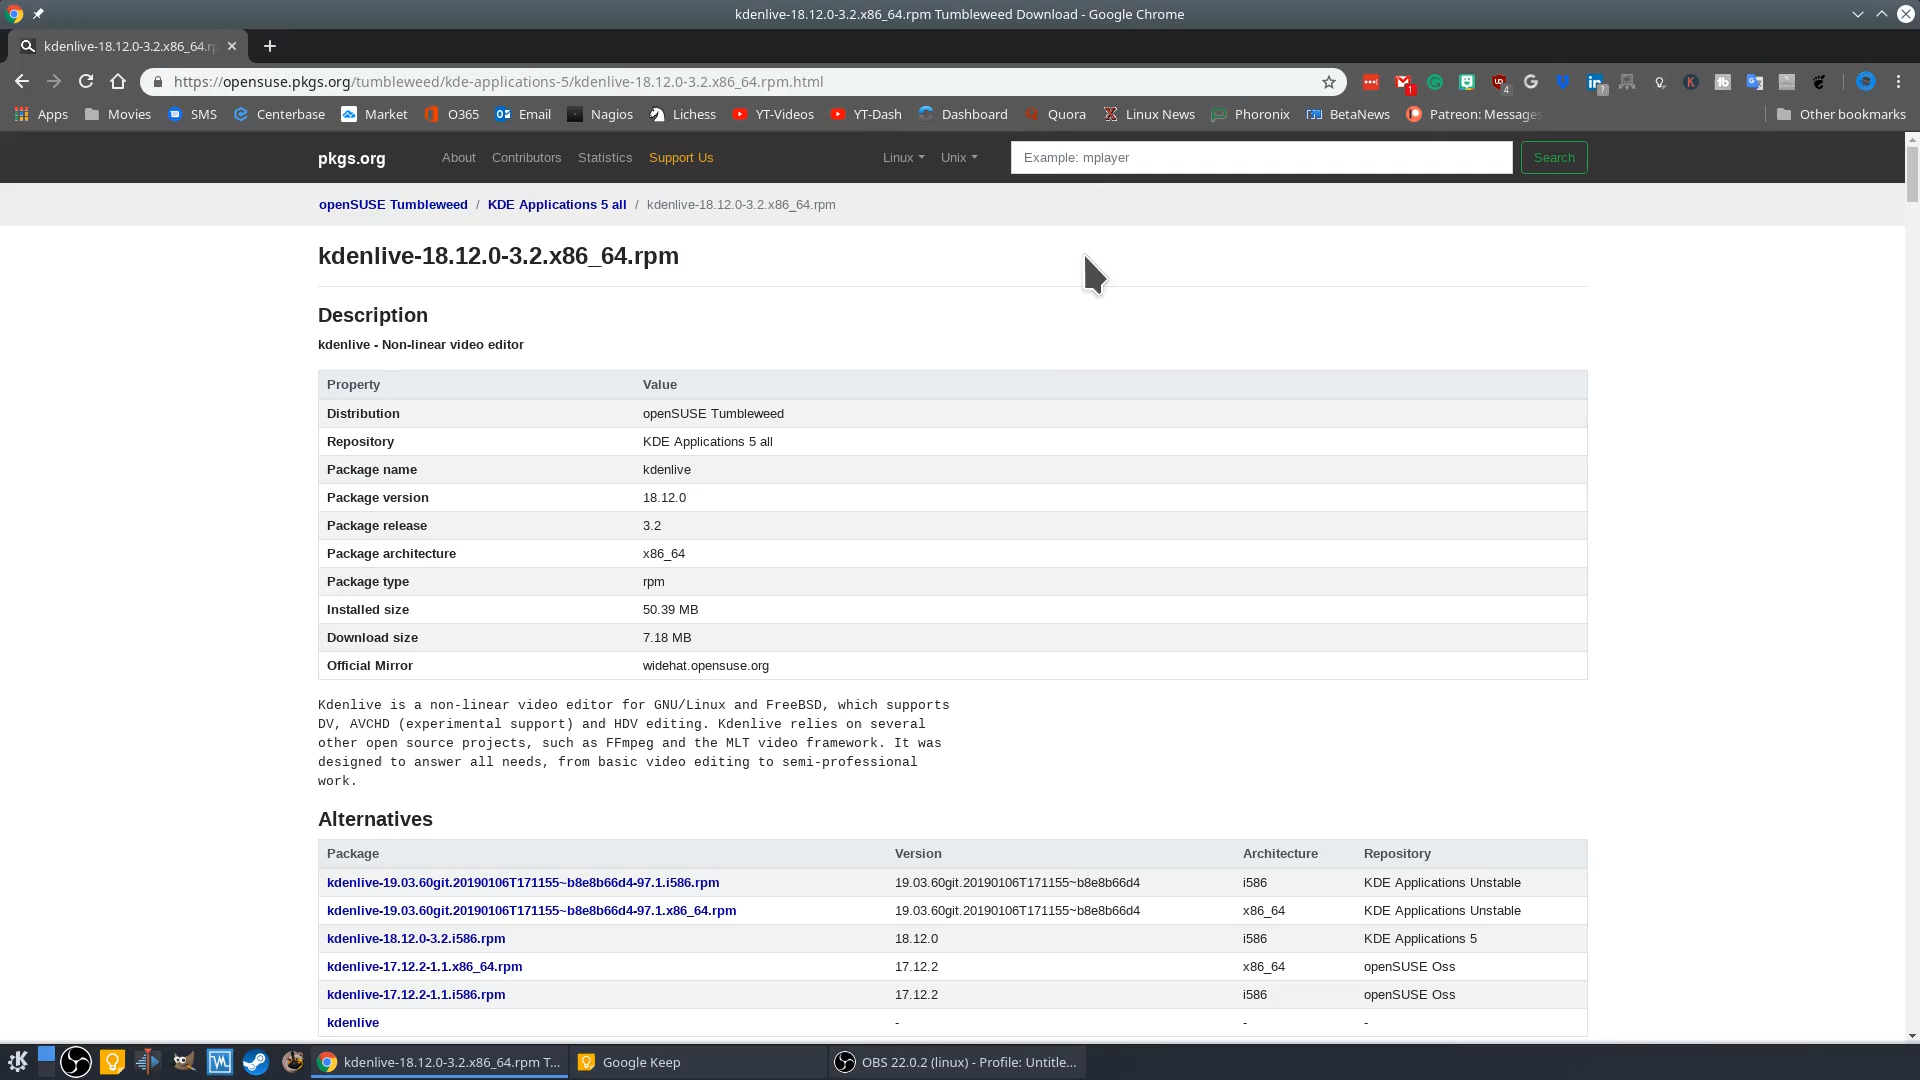 kdenlive-18.12.0-3.2.x86_64.rpm Tumbleweed Download - Google Chrome
kdenlive-18.12.0-3.2.x86_64.rp
https://opensuse.pkgs.org/tumbleweed/kde-applications-5/kdenlive-18.12.0-3.2.x86_64.rpm.html
Apps Movies SMS Centerbase Market O365 Email Nagios Lichess YT-Videos YT-Dash Dashboard Quora Linux News Phoronix BetaNews Patreon: Messages Other bookmarks
pkgs.org About Contributors Statistics Support Us Linux Unix Example: mplayer Search
openSUSE Tumbleweed / KDE Applications 5 all / kdenlive-18.12.0-3.2.x86_64.rpm
kdenlive-18.12.0-3.2.x86_64.rpm
Description
kdenlive - Non-linear video editor
Property Value
Distribution openSUSE Tumbleweed
Repository KDE Applications 5 all
Package name kdenlive
Package version 18.12.0
Package release 3.2
Package architecture x86_64
Package type rpm
Installed size 50.39 MB
Download size 7.18 MB
Official Mirror widehat.opensuse.org
Kdenlive is a non-linear video editor for GNU/Linux and FreeBSD, which supports
DV, AVCHD (experimental support) and HDV editing. Kdenlive relies on several
other open source projects, such as FFmpeg and the MLT video framework. It was
designed to answer all needs, from basic video editing to semi-professional
work.
Alternatives
Package Version Architecture Repository
kdenlive-19.03.60git.20190106T171155~b8e8b66d4-97.1.i586.rpm 19.03.60git.20190106T171155~b8e8b66d4 i586 KDE Applications Unstable
kdenlive-19.03.60git.20190106T171155~b8e8b66d4-97.1.x86_64.rpm 19.03.60git.20190106T171155~b8e8b66d4 x86_64 KDE Applications Unstable
kdenlive-18.12.0-3.2.i586.rpm 18.12.0 i586 KDE Applications 5
kdenlive-17.12.2-1.1.x86_64.rpm 17.12.2 x86_64 openSUSE Oss
kdenlive-17.12.2-1.1.i586.rpm 17.12.2 i586 openSUSE Oss
kdenlive - - -
kdenlive-18.12.0-3.2.x86_64.rpm T... Google Keep OBS 22.0.2 (linux) - Profile: Untitle...